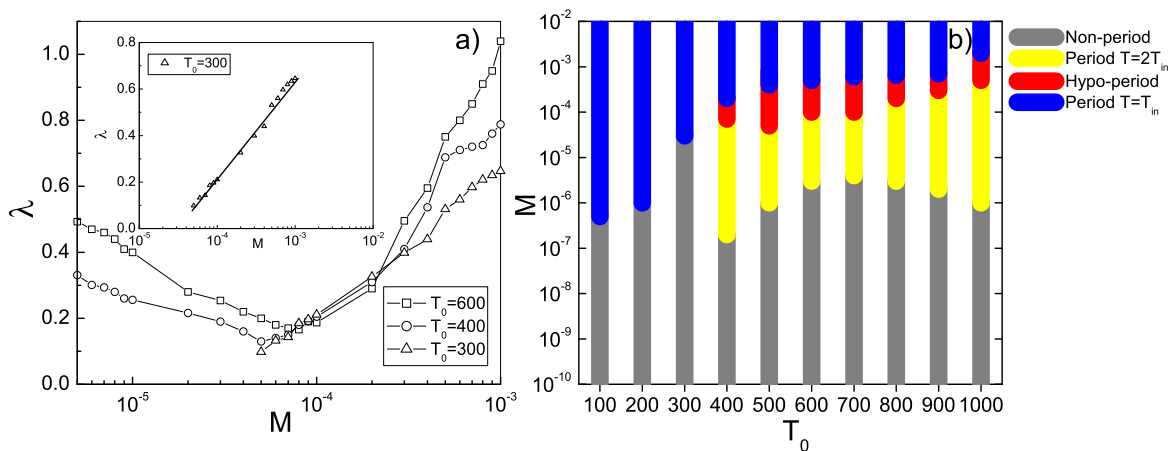 a)
λ
1.0
0.8
0.6
0.4
0.2
0.0
10⁻⁵
10⁻⁴
10⁻³
M
0.8
0.6
0.4
0.2
0.0
λ
T₀=300
10⁻⁵
10⁻⁴
10⁻³
10⁻²
M
T₀=600
T₀=400
T₀=300
b)
M
10⁻²
10⁻³
10⁻⁴
10⁻⁵
10⁻⁶
10⁻⁷
10⁻⁸
10⁻⁹
10⁻¹⁰
100 200 300 400 500 600 700 800 900 1000
T₀
Non-period
Period T=2Tᵢₙ
Hypo-period
Period T=Tᵢₙ